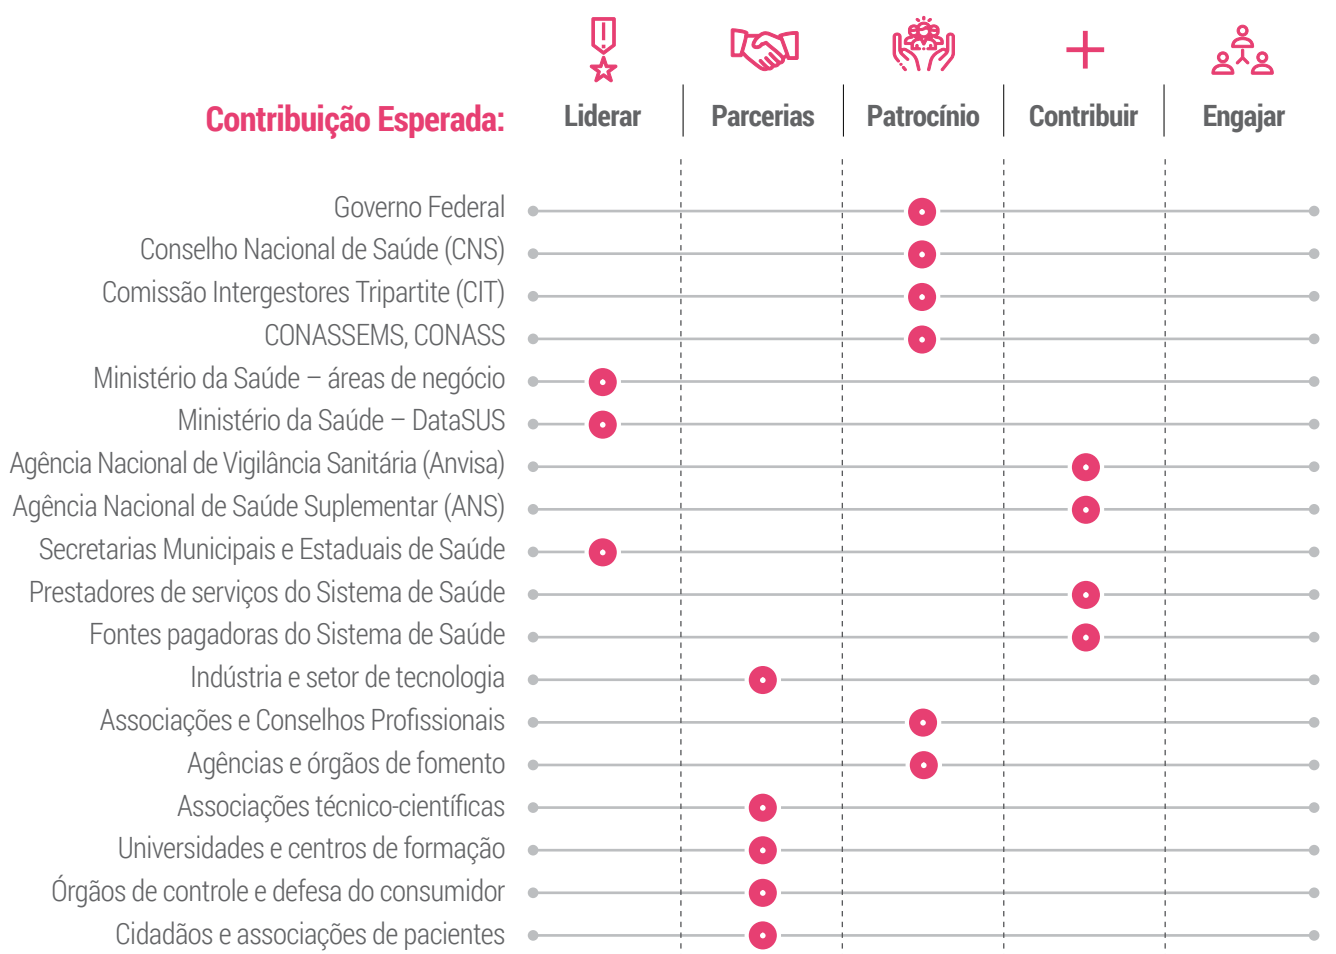 Contribuição Esperada:
Liderar
Parcerias
Patrocínio
Contribuir
Engajar
Governo Federal
Conselho Nacional de Saúde (CNS)
Comissão Intergestores Tripartite (CIT)
CONASSEMS, CONASS
Ministério da Saúde – áreas de negócio
Ministério da Saúde – DataSUS
Agência Nacional de Vigilância Sanitária (Anvisa)
Agência Nacional de Saúde Suplementar (ANS)
Secretarias Municipais e Estaduais de Saúde
Prestadores de serviços do Sistema de Saúde
Fontes pagadoras do Sistema de Saúde
Indústria e setor de tecnologia
Associações e Conselhos Profissionais
Agências e órgãos de fomento
Associações técnico-científicas
Universidades e centros de formação
Órgãos de controle e defesa do consumidor
Cidadãos e associações de pacientes